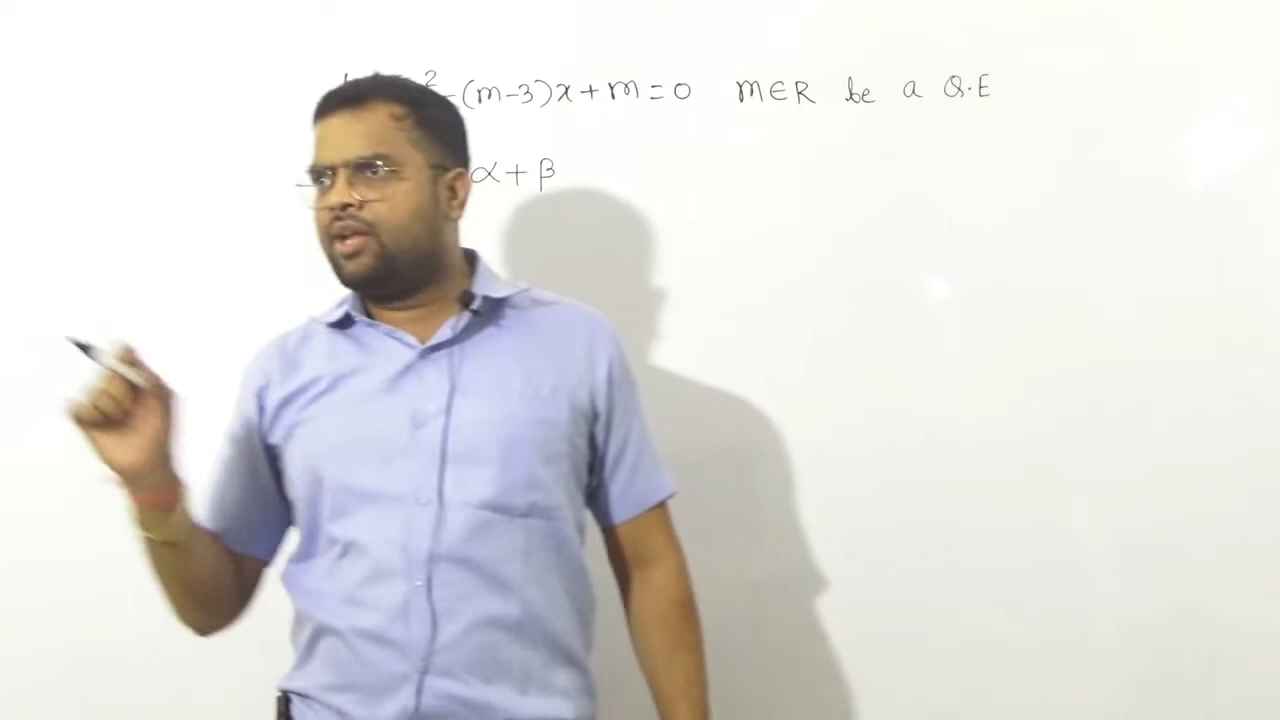 ² -(m-3)x+m=0 m∈R be a Q.E
α+β